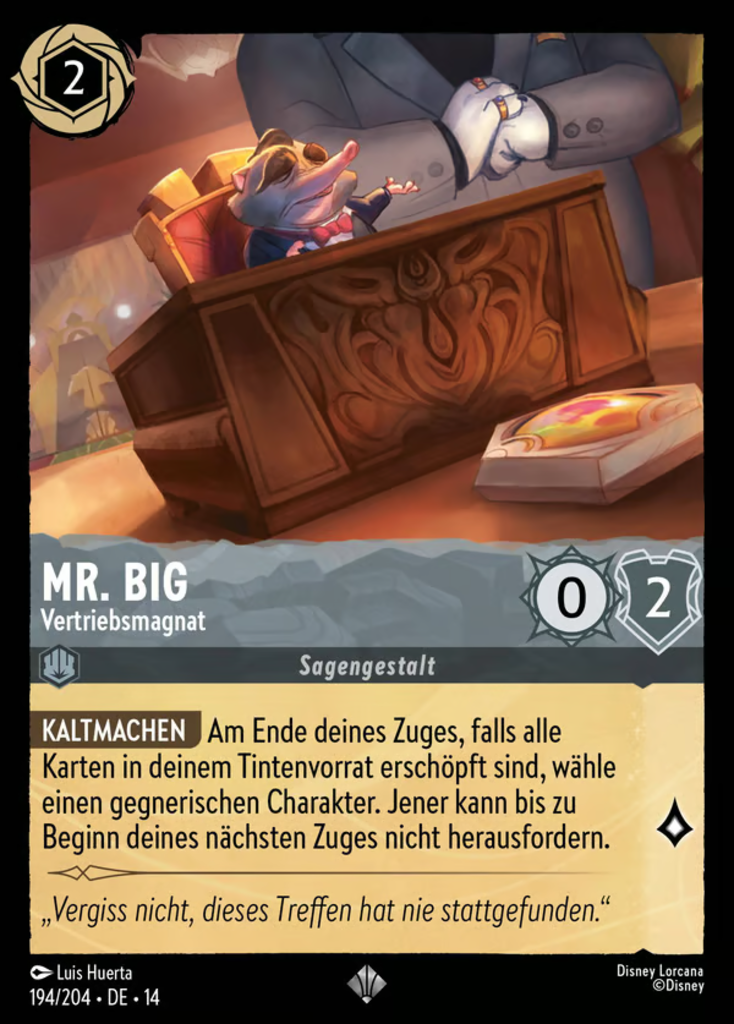 2
MR. BIG
Vertriebsmagnat
0
2
Sagengestalt
KALTMACHEN Am Ende deines Zuges, falls alle
Karten in deinem Tintenvorrat erschöpft sind, wähle
einen gegnerischen Charakter. Jener kann bis zu
Beginn deines nächsten Zuges nicht herausfordern.
„Vergiss nicht, dieses Treffen hat nie stattgefunden.“
Luis Huerta
194/204 • DE • 14
Disney Lorcana
©Disney